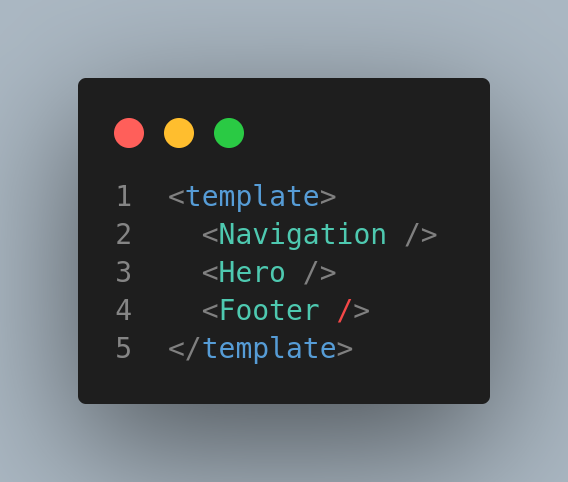 1 <template>
2   <Navigation />
3   <Hero />
4   <Footer />
5 </template>